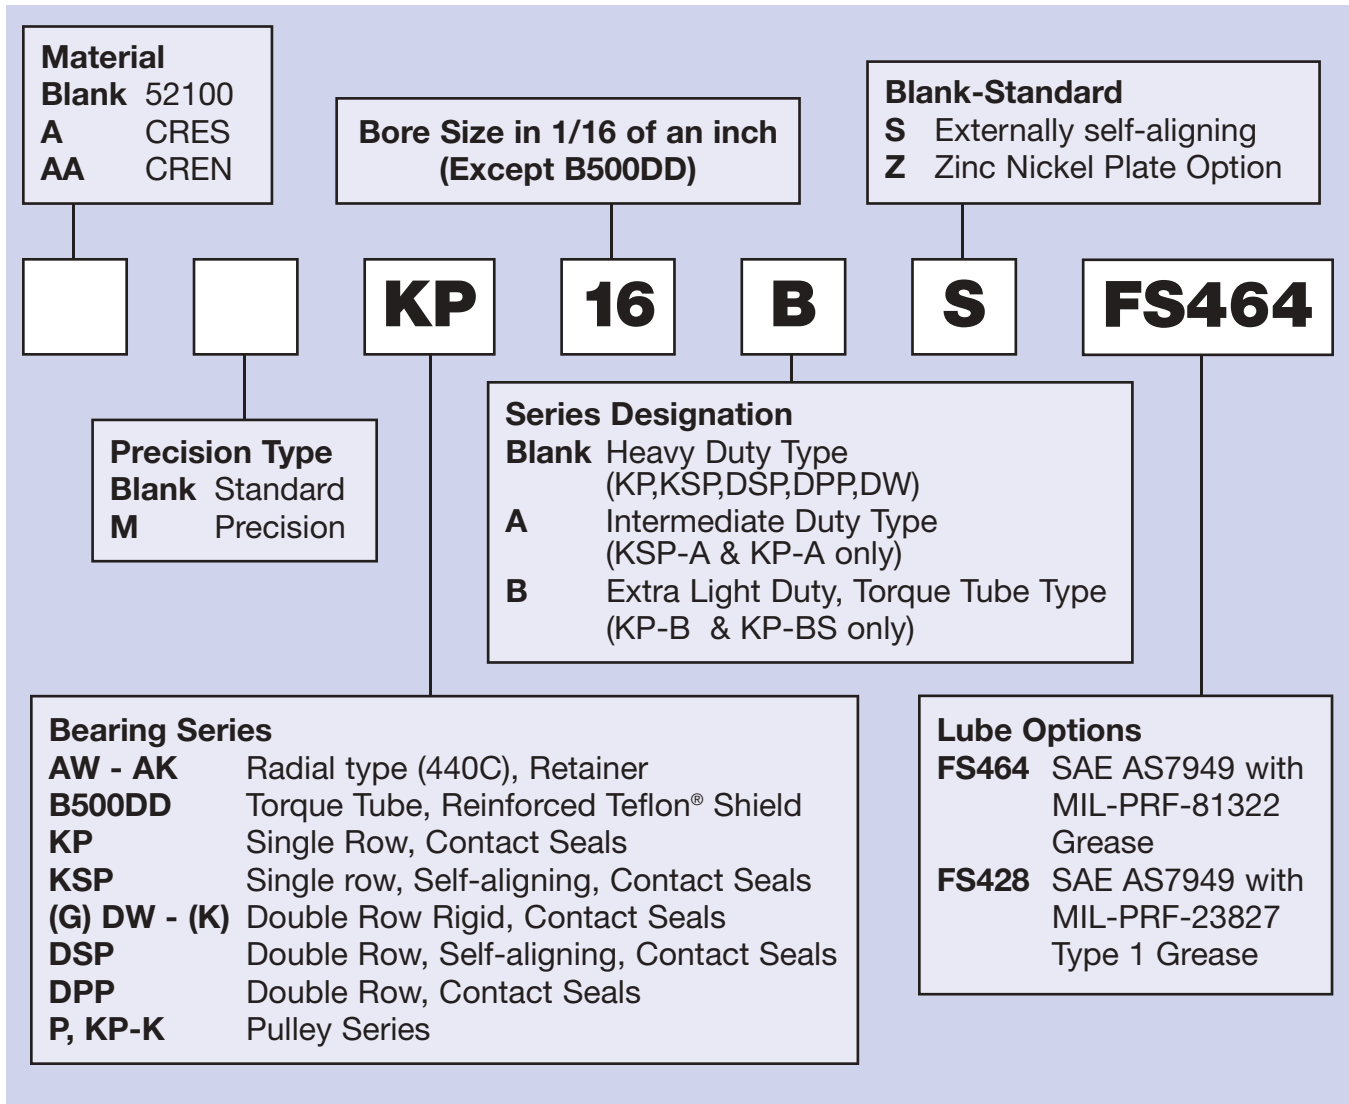 Material
Blank 52100
A CRES
AA CREN
Bore Size in 1/16 of an inch
(Except B500DD)
Blank-Standard
S Externally self-aligning
Z Zinc Nickel Plate Option
KP 16 B S FS464
Precision Type
Blank Standard
M Precision
Series Designation
Blank Heavy Duty Type
(KP,KSP,DSP,DPP,DW)
A Intermediate Duty Type
(KSP-A & KP-A only)
B Extra Light Duty, Torque Tube Type
(KP-B & KP-BS only)
Bearing Series
AW - AK Radial type (440C), Retainer
B500DD Torque Tube, Reinforced Teflon® Shield
KP Single Row, Contact Seals
KSP Single row, Self-aligning, Contact Seals
(G) DW - (K) Double Row Rigid, Contact Seals
DSP Double Row, Self-aligning, Contact Seals
DPP Double Row, Contact Seals
P, KP-K Pulley Series
Lube Options
FS464 SAE AS7949 with
MIL-PRF-81322
Grease
FS428 SAE AS7949 with
MIL-PRF-23827
Type 1 Grease